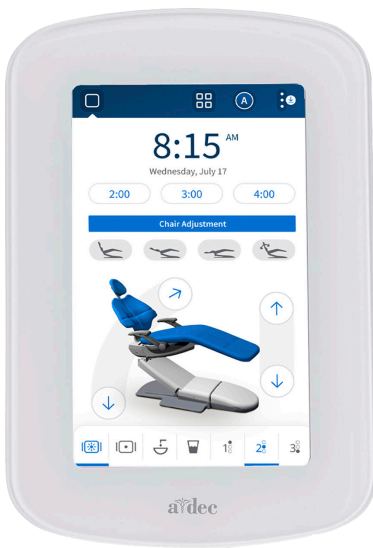 A
8:15 AM
Wednesday, July 17
2:00 3:00 4:00
Chair Adjustment
1 2 3
a dec